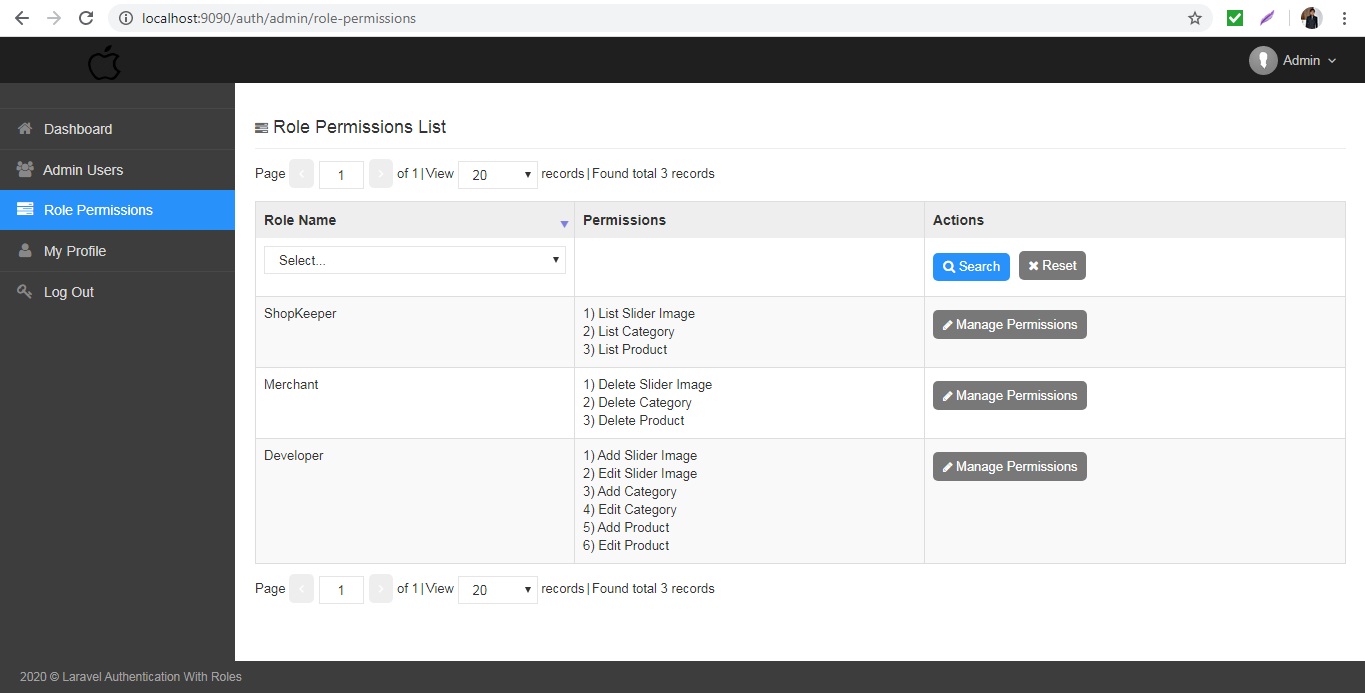 localhost:9090/auth/admin/role-permissions
Admin
Dashboard
Admin Users
Role Permissions
My Profile
Log Out
Role Permissions List
Page 1 of 1 | View 20 records | Found total 3 records
Role Name Permissions Actions
Select... Search Reset
ShopKeeper 1) List Slider Image Manage Permissions
2) List Category
3) List Product
Merchant 1) Delete Slider Image Manage Permissions
2) Delete Category
3) Delete Product
Developer 1) Add Slider Image Manage Permissions
2) Edit Slider Image
3) Add Category
4) Edit Category
5) Add Product
6) Edit Product
Page 1 of 1 | View 20 records | Found total 3 records
2020 © Laravel Authentication With Roles